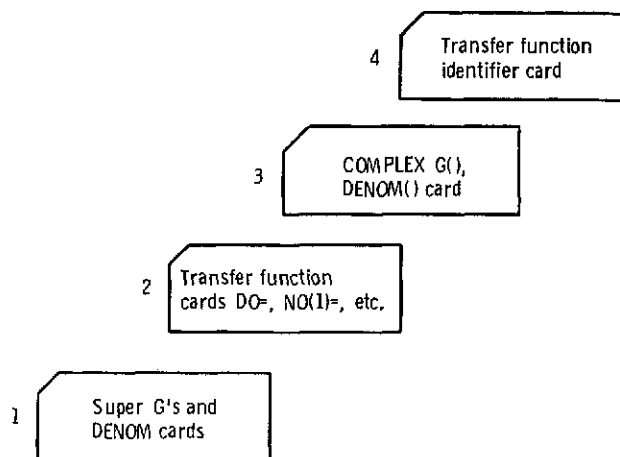 4
Transfer function
identifier card
3
COMPLEX G(),
DENOM() card
2
Transfer function
cards DO=, NO(1)=, etc.
1
Super G's and
DENOM cards